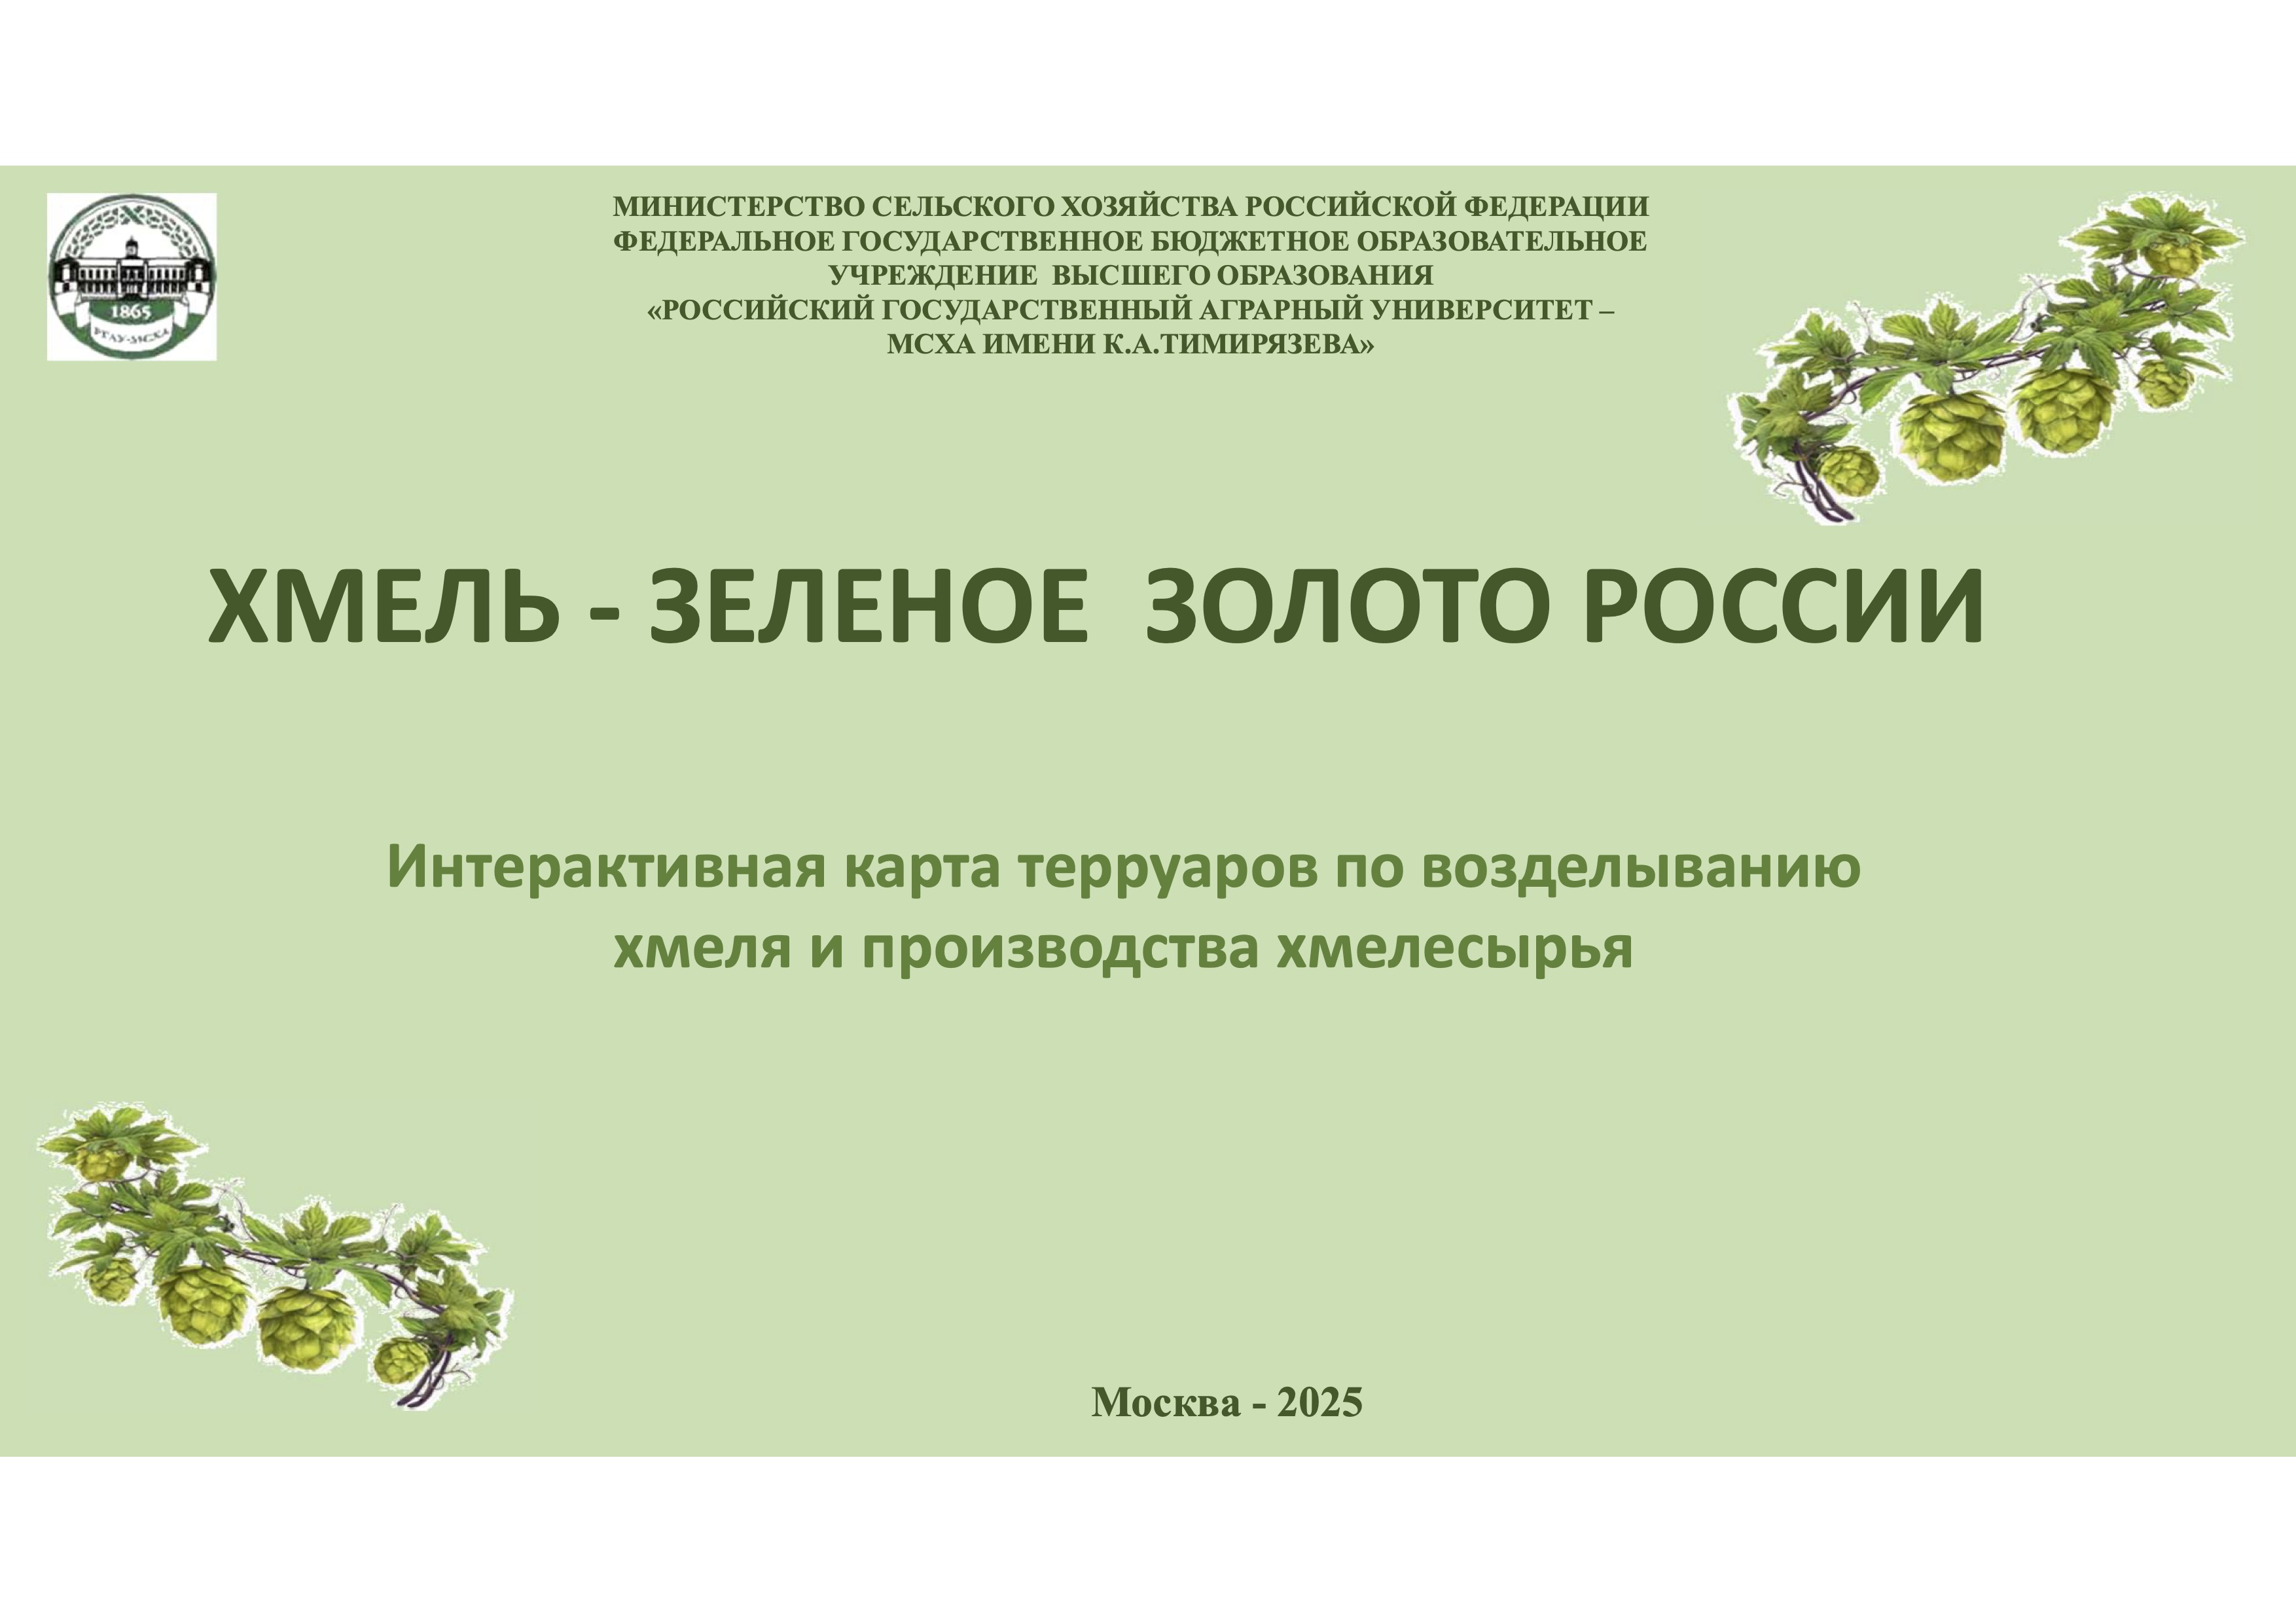 МИНИСТЕРСТВО СЕЛЬСКОГО ХОЗЯЙСТВА РОССИЙСКОЙ ФЕДЕРАЦИИ
ФЕДЕРАЛЬНОЕ ГОСУДАРСТВЕННОЕ БЮДЖЕТНОЕ ОБРАЗОВАТЕЛЬНОЕ
УЧРЕЖДЕНИЕ ВЫСШЕГО ОБРАЗОВАНИЯ
«РОССИЙСКИЙ ГОСУДАРСТВЕННЫЙ АГРАРНЫЙ УНИВЕРСИТЕТ –
МСХА ИМЕНИ К.А.ТИМИРЯЗЕВА»
1865
РГАУ-МСХА
ХМЕЛЬ - ЗЕЛЕНОЕ ЗОЛОТО РОССИИ
Интерактивная карта терруаров по возделыванию
хмеля и производства хмелесырья
Москва - 2025